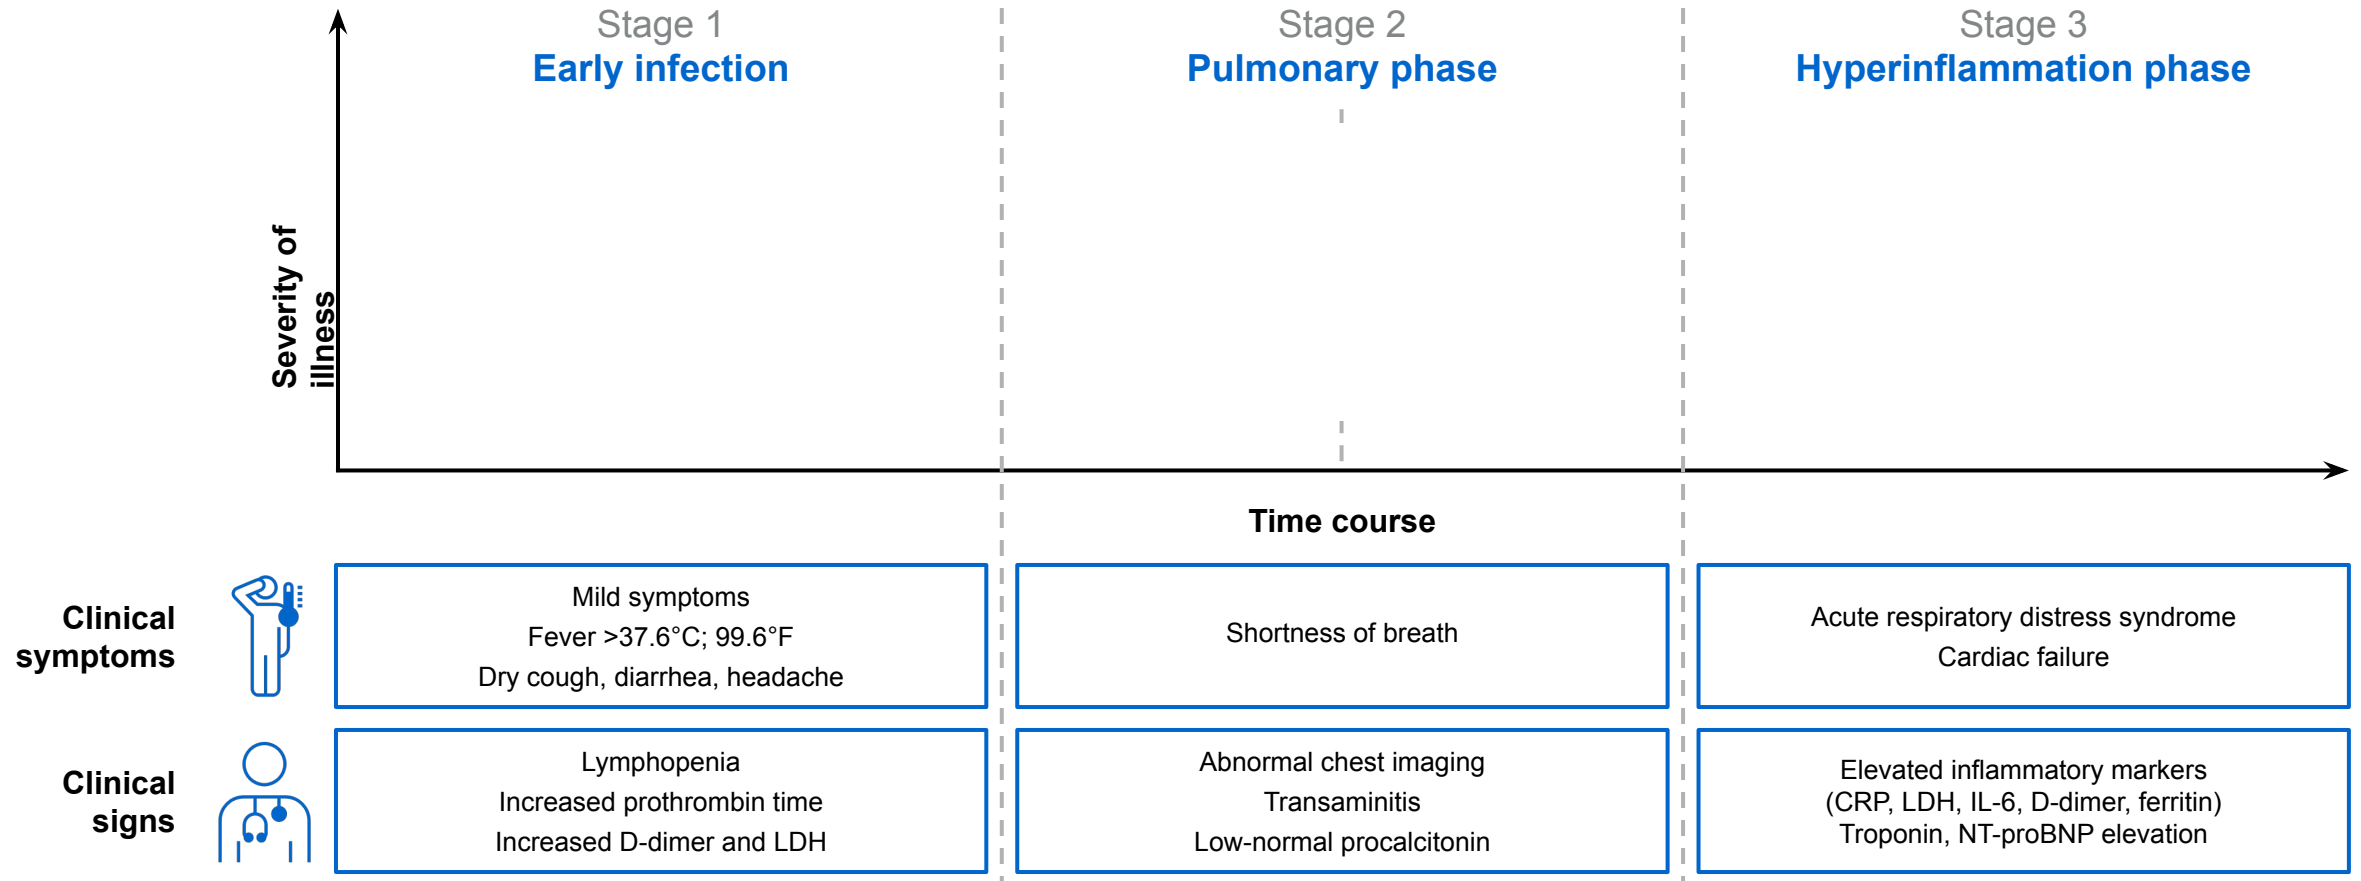 Stage 1
Early infection
Stage 2
Pulmonary phase
Stage 3
Hyperinflammation phase
Severity of
illness
Time course
Clinical
symptoms
Mild symptoms
Fever >37.6°C; 99.6°F
Dry cough, diarrhea, headache
Shortness of breath
Acute respiratory distress syndrome
Cardiac failure
Clinical
signs
Lymphopenia
Increased prothrombin time
Increased D-dimer and LDH
Abnormal chest imaging
Transaminitis
Low-normal procalcitonin
Elevated inflammatory markers
(CRP, LDH, IL-6, D-dimer, ferritin)
Troponin, NT-proBNP elevation